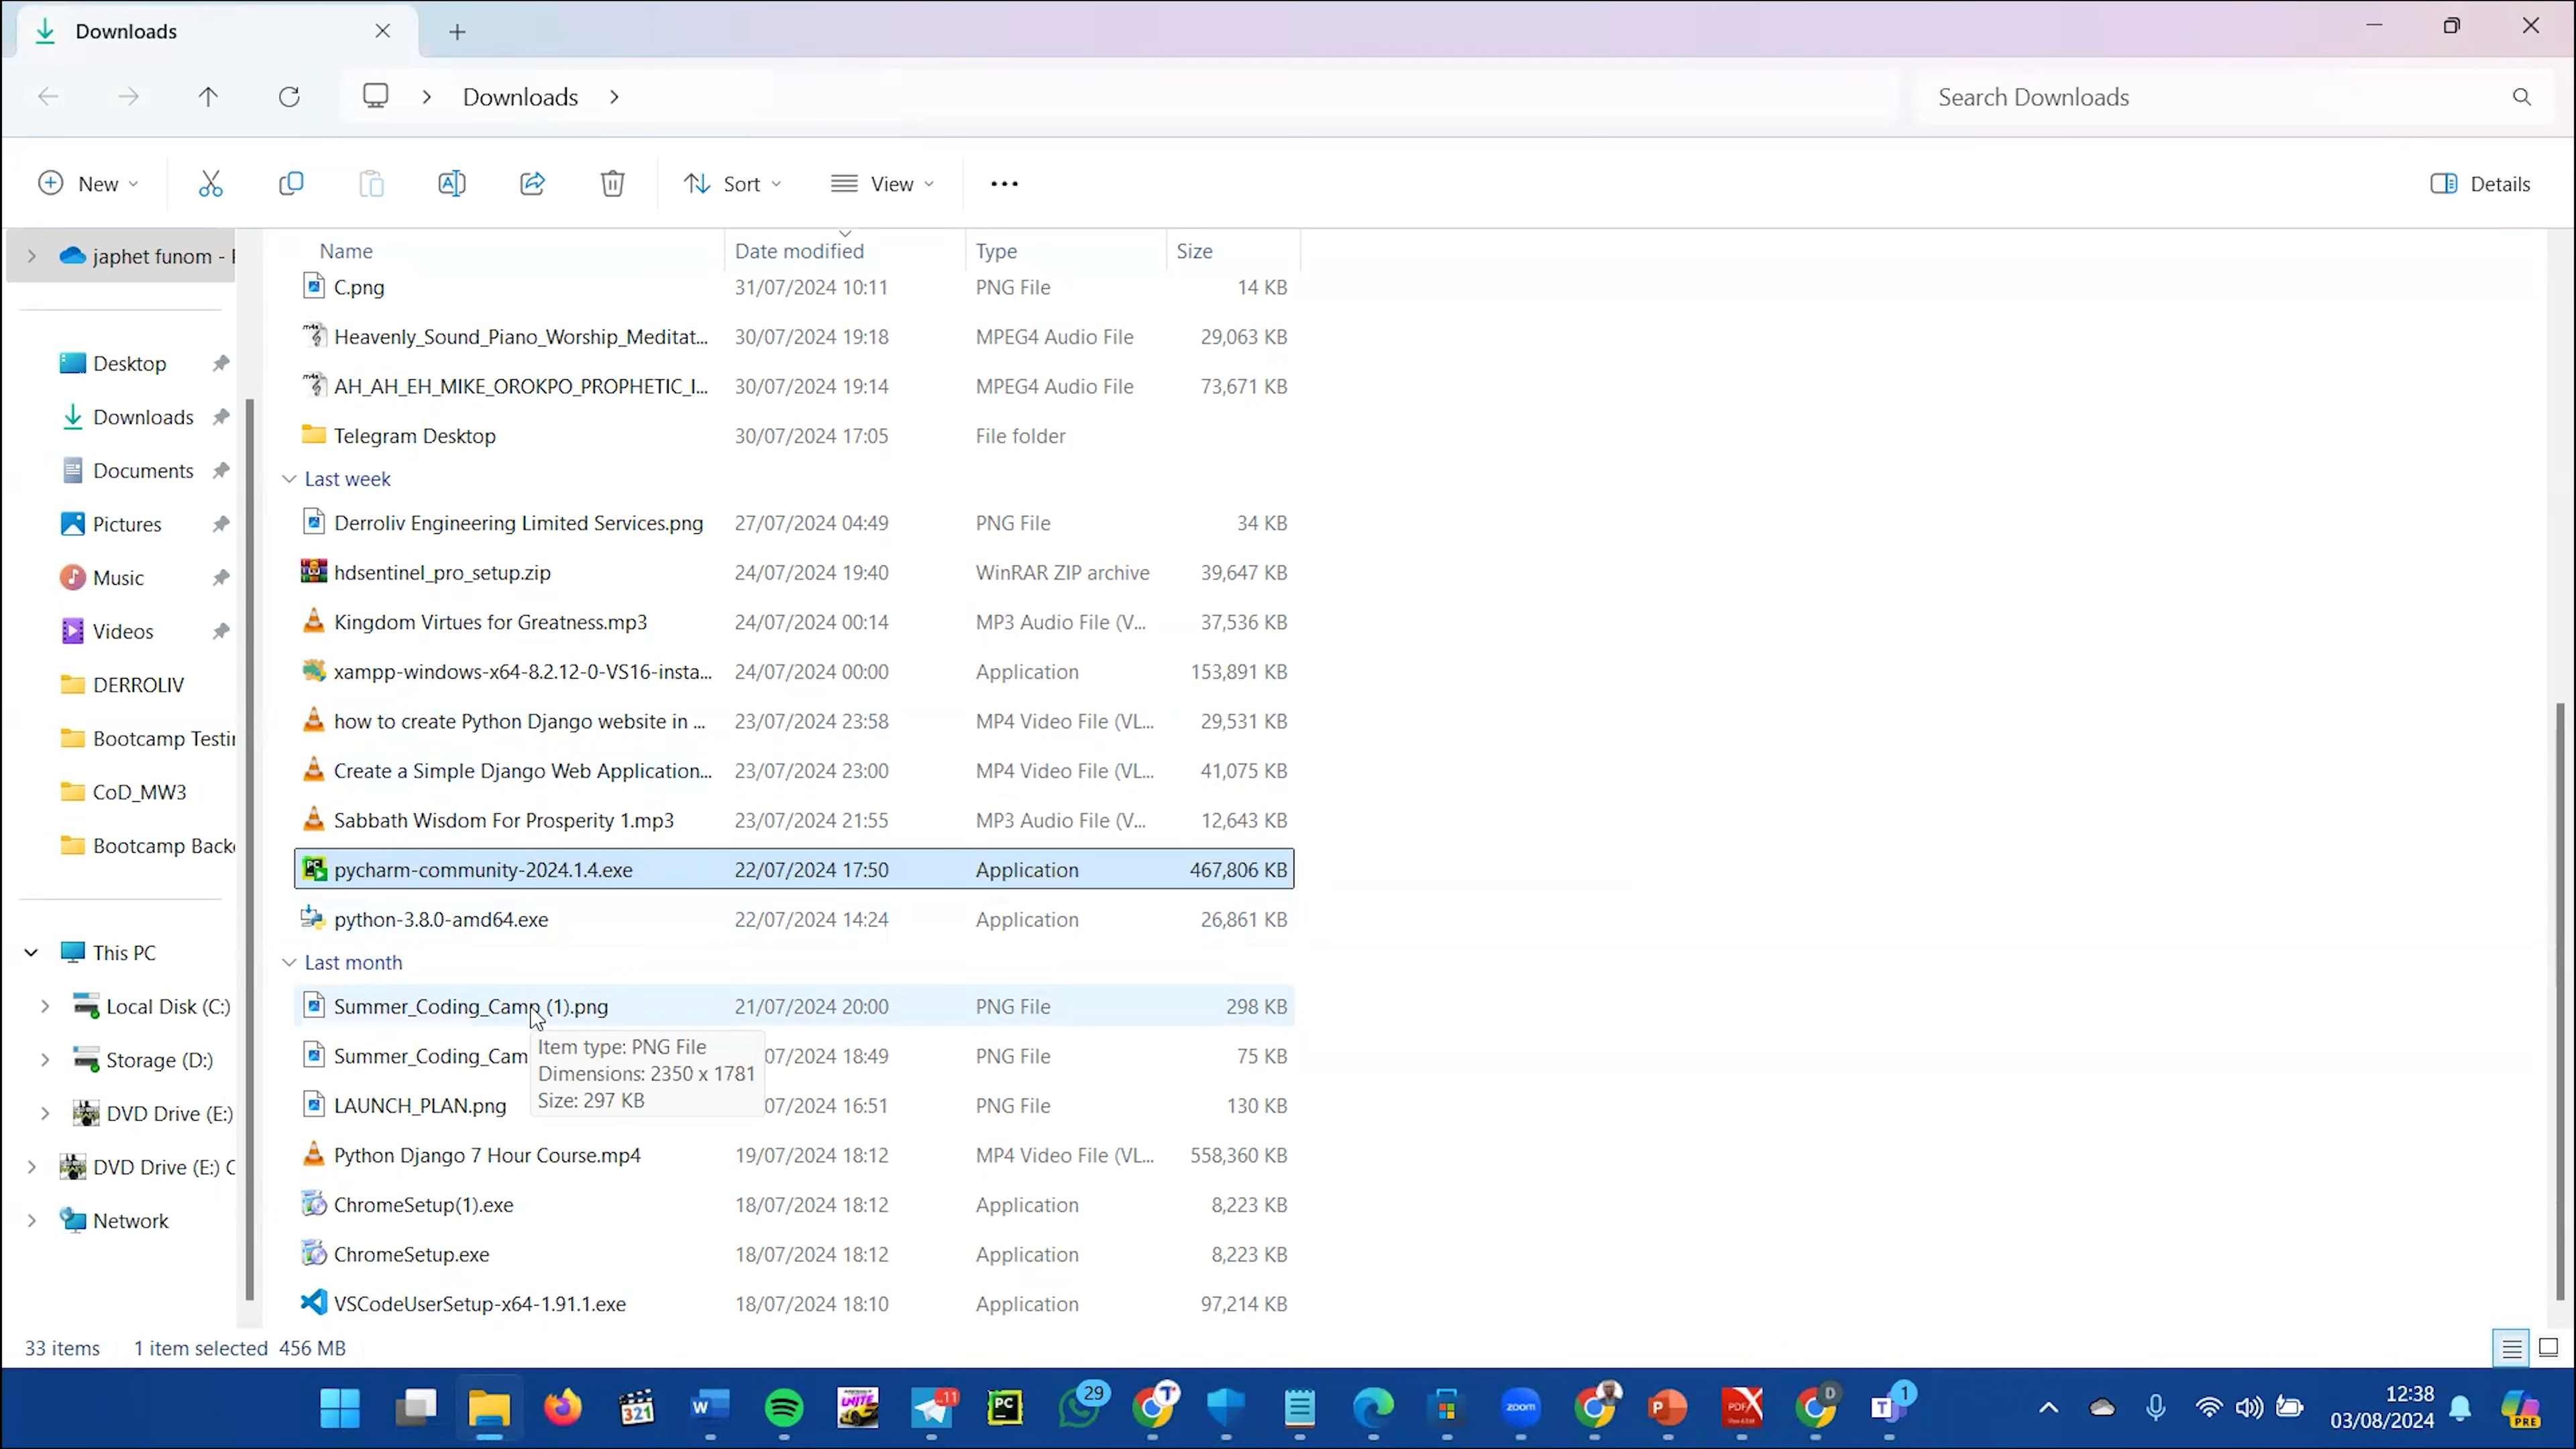 Downloads
Downloads
Search Downloads
New
Sort
View
Details
Name Date modified Type Size
C.png 31/07/2024 10:11 PNG File 14 KB
Heavenly_Sound_Piano_Worship_Meditat... 30/07/2024 19:18 MPEG4 Audio File 29,063 KB
AH_AH_EH_MIKE_OROKPO_PROPHETIC_I... 30/07/2024 19:14 MPEG4 Audio File 73,671 KB
Telegram Desktop 30/07/2024 17:05 File folder
Last week
Derroliv Engineering Limited Services.png 27/07/2024 04:49 PNG File 34 KB
hdsentinel_pro_setup.zip 24/07/2024 19:40 WinRAR ZIP archive 39,647 KB
Kingdom Virtues for Greatness.mp3 24/07/2024 00:14 MP3 Audio File (V... 37,536 KB
xampp-windows-x64-8.2.12-0-VS16-insta... 24/07/2024 00:00 Application 153,891 KB
how to create Python Django website in ... 23/07/2024 23:58 MP4 Video File (VL... 29,531 KB
Create a Simple Django Web Application... 23/07/2024 23:00 MP4 Video File (VL... 41,075 KB
Sabbath Wisdom For Prosperity 1.mp3 23/07/2024 21:55 MP3 Audio File (V... 12,643 KB
pycharm-community-2024.1.4.exe 22/07/2024 17:50 Application 467,806 KB
python-3.8.0-amd64.exe 22/07/2024 14:24 Application 26,861 KB
Last month
Summer_Coding_Camp (1).png 21/07/2024 20:00 PNG File 298 KB
Summer_Coding_Cam 07/2024 18:49 PNG File 75 KB
LAUNCH_PLAN.png 07/2024 16:51 PNG File 130 KB
Python Django 7 Hour Course.mp4 19/07/2024 18:12 MP4 Video File (VL... 558,360 KB
ChromeSetup(1).exe 18/07/2024 18:12 Application 8,223 KB
ChromeSetup.exe 18/07/2024 18:12 Application 8,223 KB
VSCodeUserSetup-x64-1.91.1.exe 18/07/2024 18:10 Application 97,214 KB
Item type: PNG File
Dimensions: 2350 x 1781
Size: 297 KB
japhet funom -
Desktop
Downloads
Documents
Pictures
Music
Videos
DERROLIV
Bootcamp Testin
CoD_MW3
Bootcamp Back
This PC
Local Disk (C:)
Storage (D:)
DVD Drive (E:)
DVD Drive (E:) C
Network
33 items 1 item selected 456 MB
321
W
UNITE
11
PC
29
T
zoom
P
PDF
D
T
1
12:38
03/08/2024
PRE